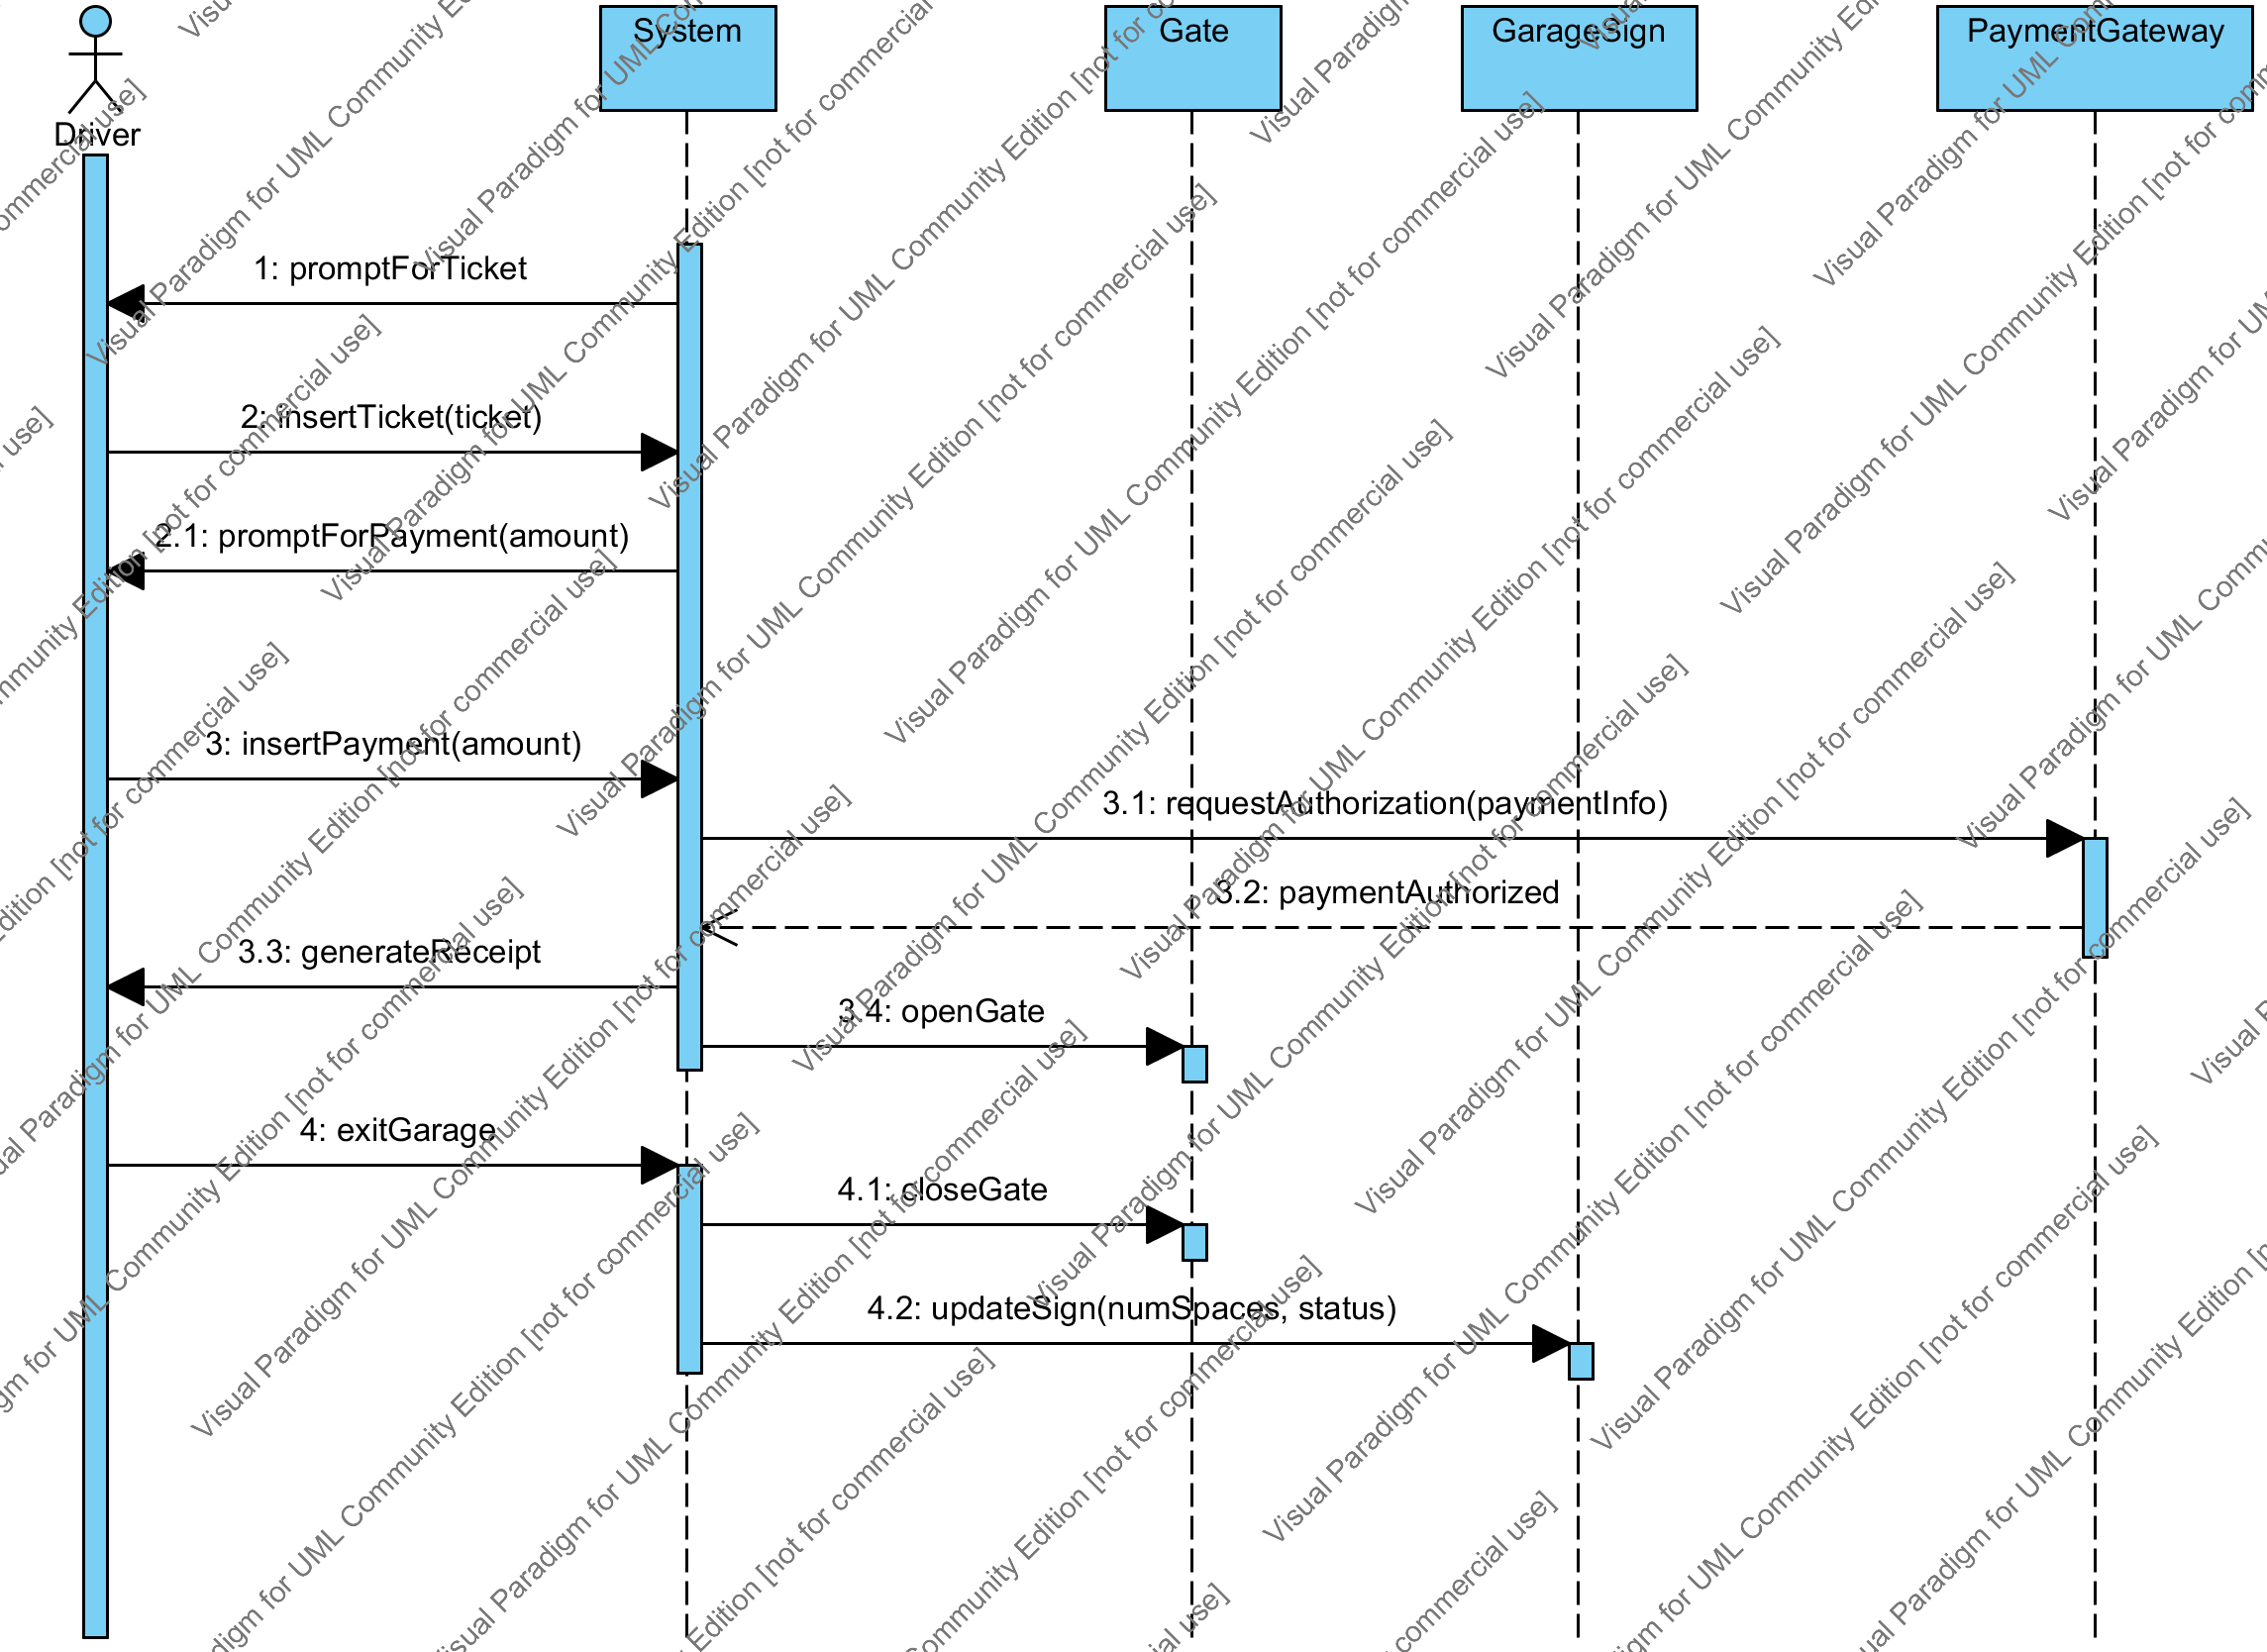 System
Gate
GarageSign
PaymentGateway
Driver
1: promptForTicket
2: insertTicket(ticket)
2.1: promptForPayment(amount)
3: insertPayment(amount)
3.1: requestAuthorization(paymentInfo)
3.2: paymentAuthorized
3.3: generateReceipt
3.4: openGate
4: exitGarage
4.1: closeGate
4.2: updateSign(numSpaces, status)
Visual Paradigm for UML Community Edition [not for commercial use]